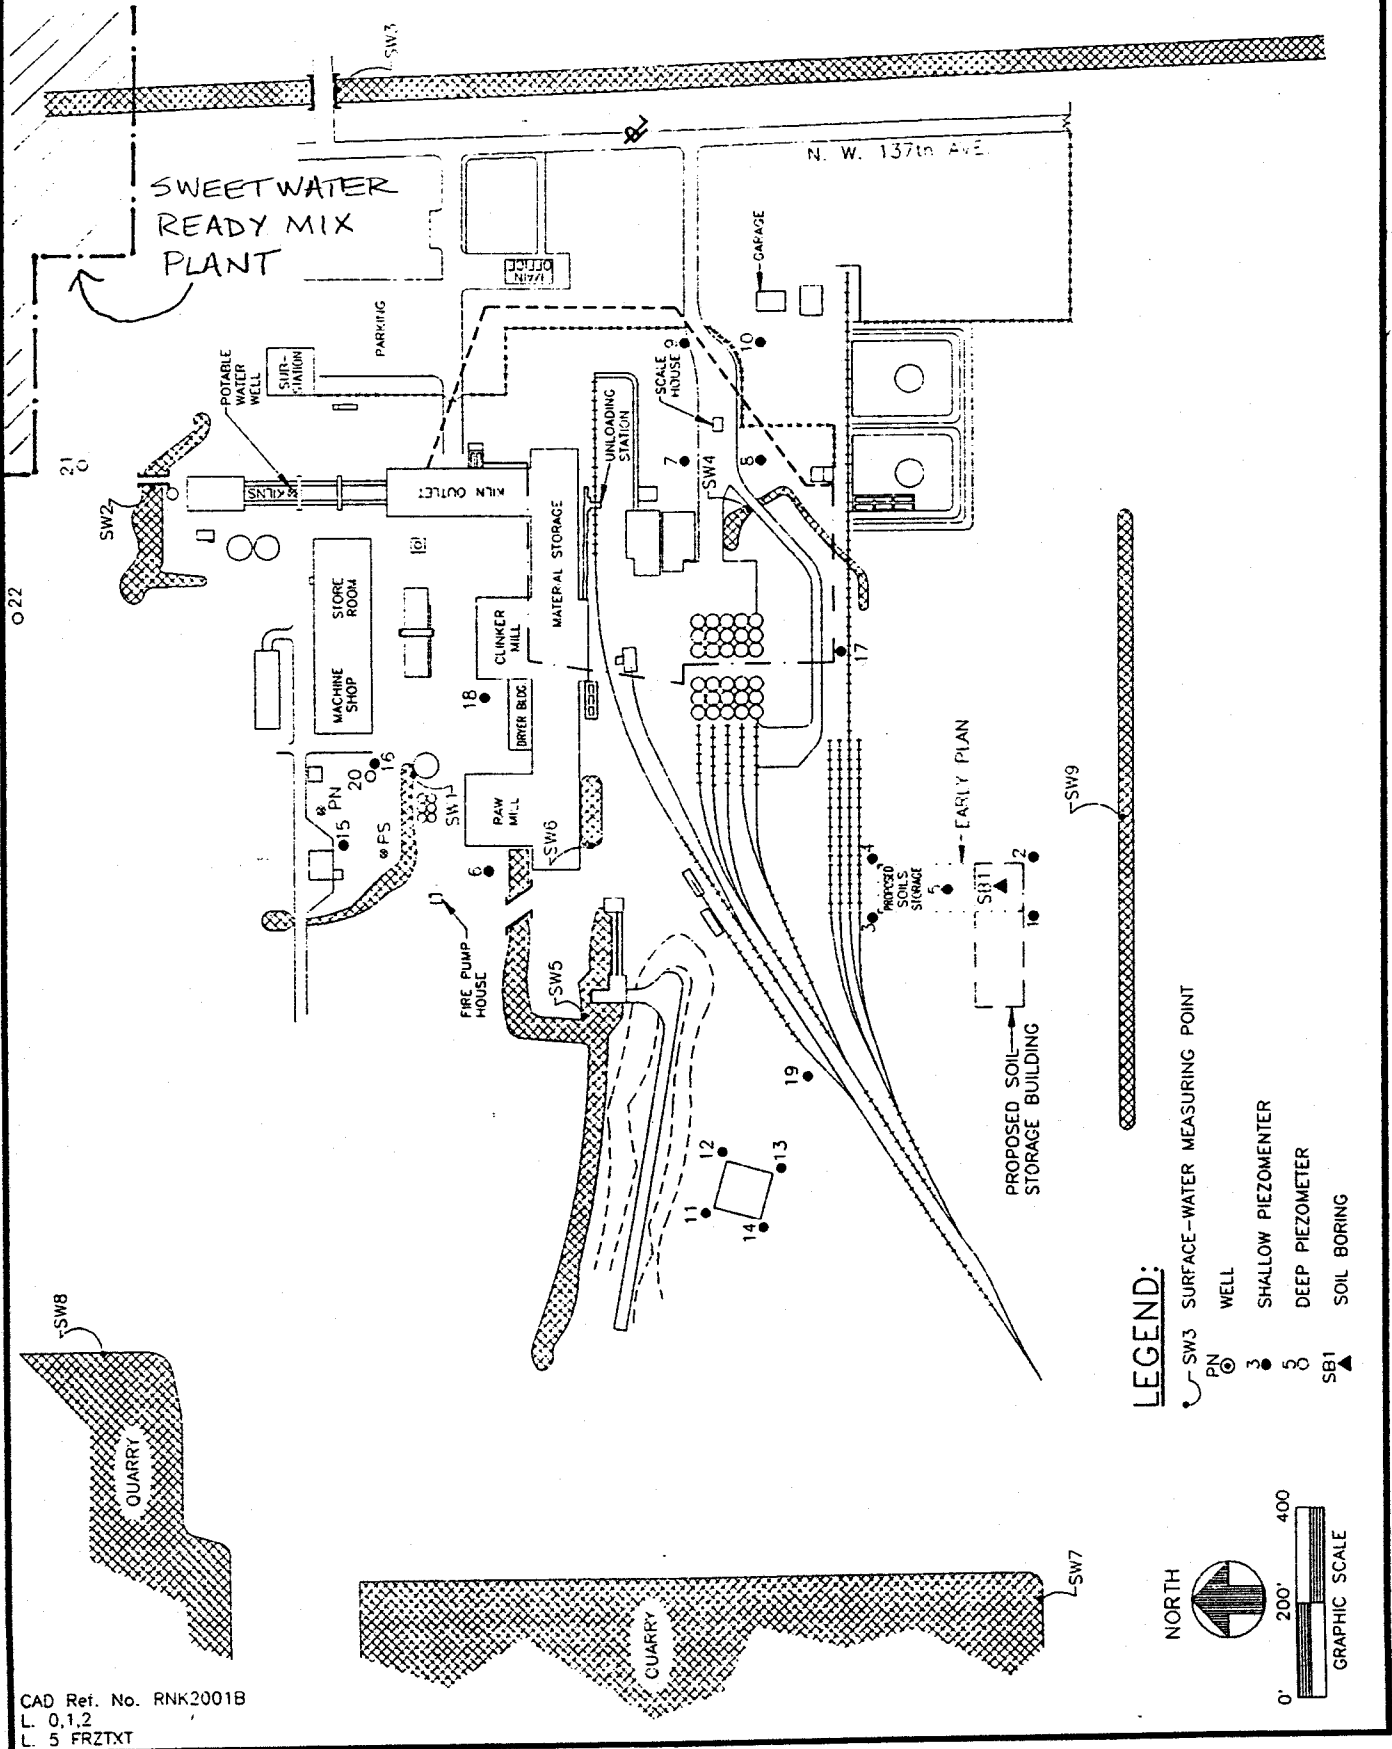 SW3
N. W. 137th AVE.
SWEETWATER
READY MIX
PLANT
MAIN
OFFICE
GARAGE
PARKING
SUB-
STATION
POTABLE
WATER
WELL
SCALE
HOUSE
9
10
UNLOADING
STATION
21
7
8
SW4
SW2
KILNS
KILN OUTLET
MATERIAL STORAGE
22
STORE
ROOM
MACHINE
SHOP
CLINKER
MILL
18
DRYER BLDG.
17
20
16
PN
15
PS
SW1
RAW
MILL
SW6
6
EARLY PLAN
SW9
4
PROPOSED
SOILS
STORAGE
5
SB1
2
3
1
FIRE PUMP
HOUSE
SW5
PROPOSED SOIL
STORAGE BUILDING
19
12
13
11
14
SW8
QUARRY
QUARRY
SW7
LEGEND:
SW3 SURFACE-WATER MEASURING POINT
PN WELL
3 SHALLOW PIEZOMENTER
5 DEEP PIEZOMETER
SB1 SOIL BORING
NORTH
0' 200' 400
GRAPHIC SCALE
CAD Ref. No. RNK2001B
L. 0,1,2
L. 5 FRZTXT